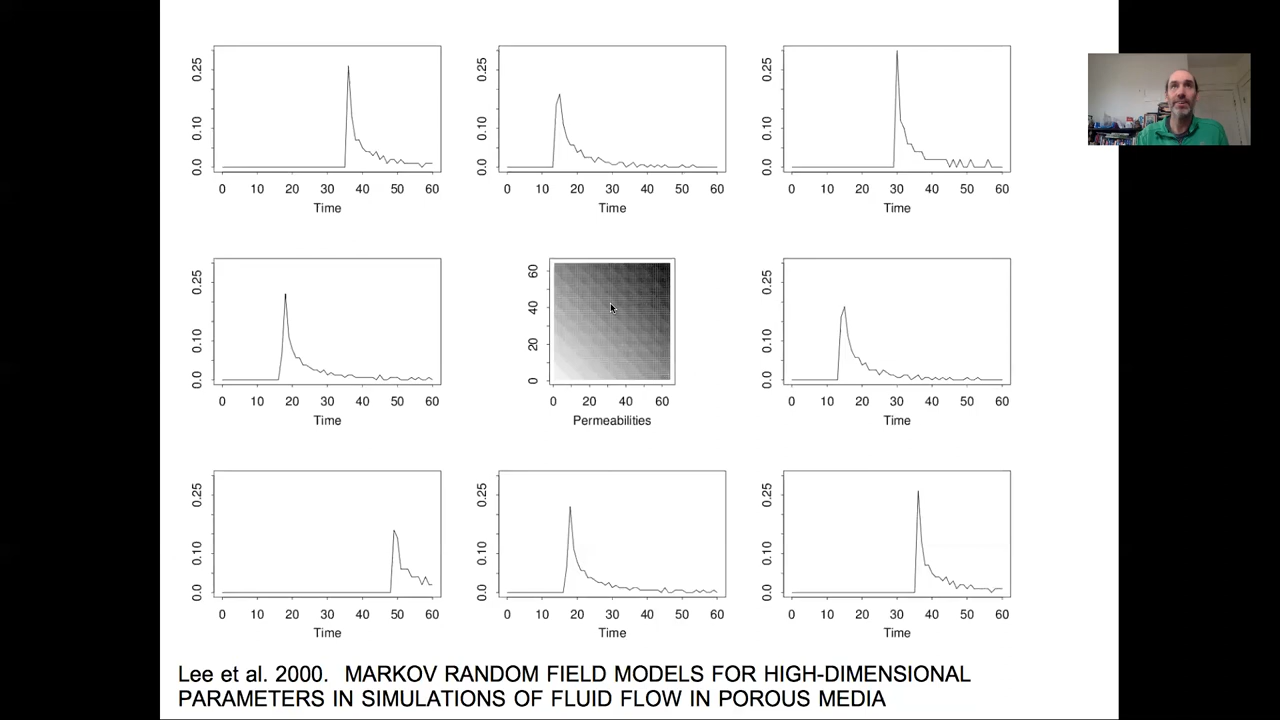 0.25
0.10
0.0
0 10 20 30 40 50 60
Time
0.25
0.10
0.0
0 10 20 30 40 50 60
Time
0.25
0.10
0.0
0 10 20 30 40 50 60
Time
0.25
0.10
0.0
0 10 20 30 40 50 60
Time
60
40
20
0
0 20 40 60
Permeabilities
0.25
0.10
0.0
0 10 20 30 40 50 60
Time
0.25
0.10
0.0
0 10 20 30 40 50 60
Time
0.25
0.10
0.0
0 10 20 30 40 50 60
Time
0.25
0.10
0.0
0 10 20 30 40 50 60
Time
Lee et al. 2000. MARKOV RANDOM FIELD MODELS FOR HIGH-DIMENSIONAL
PARAMETERS IN SIMULATIONS OF FLUID FLOW IN POROUS MEDIA